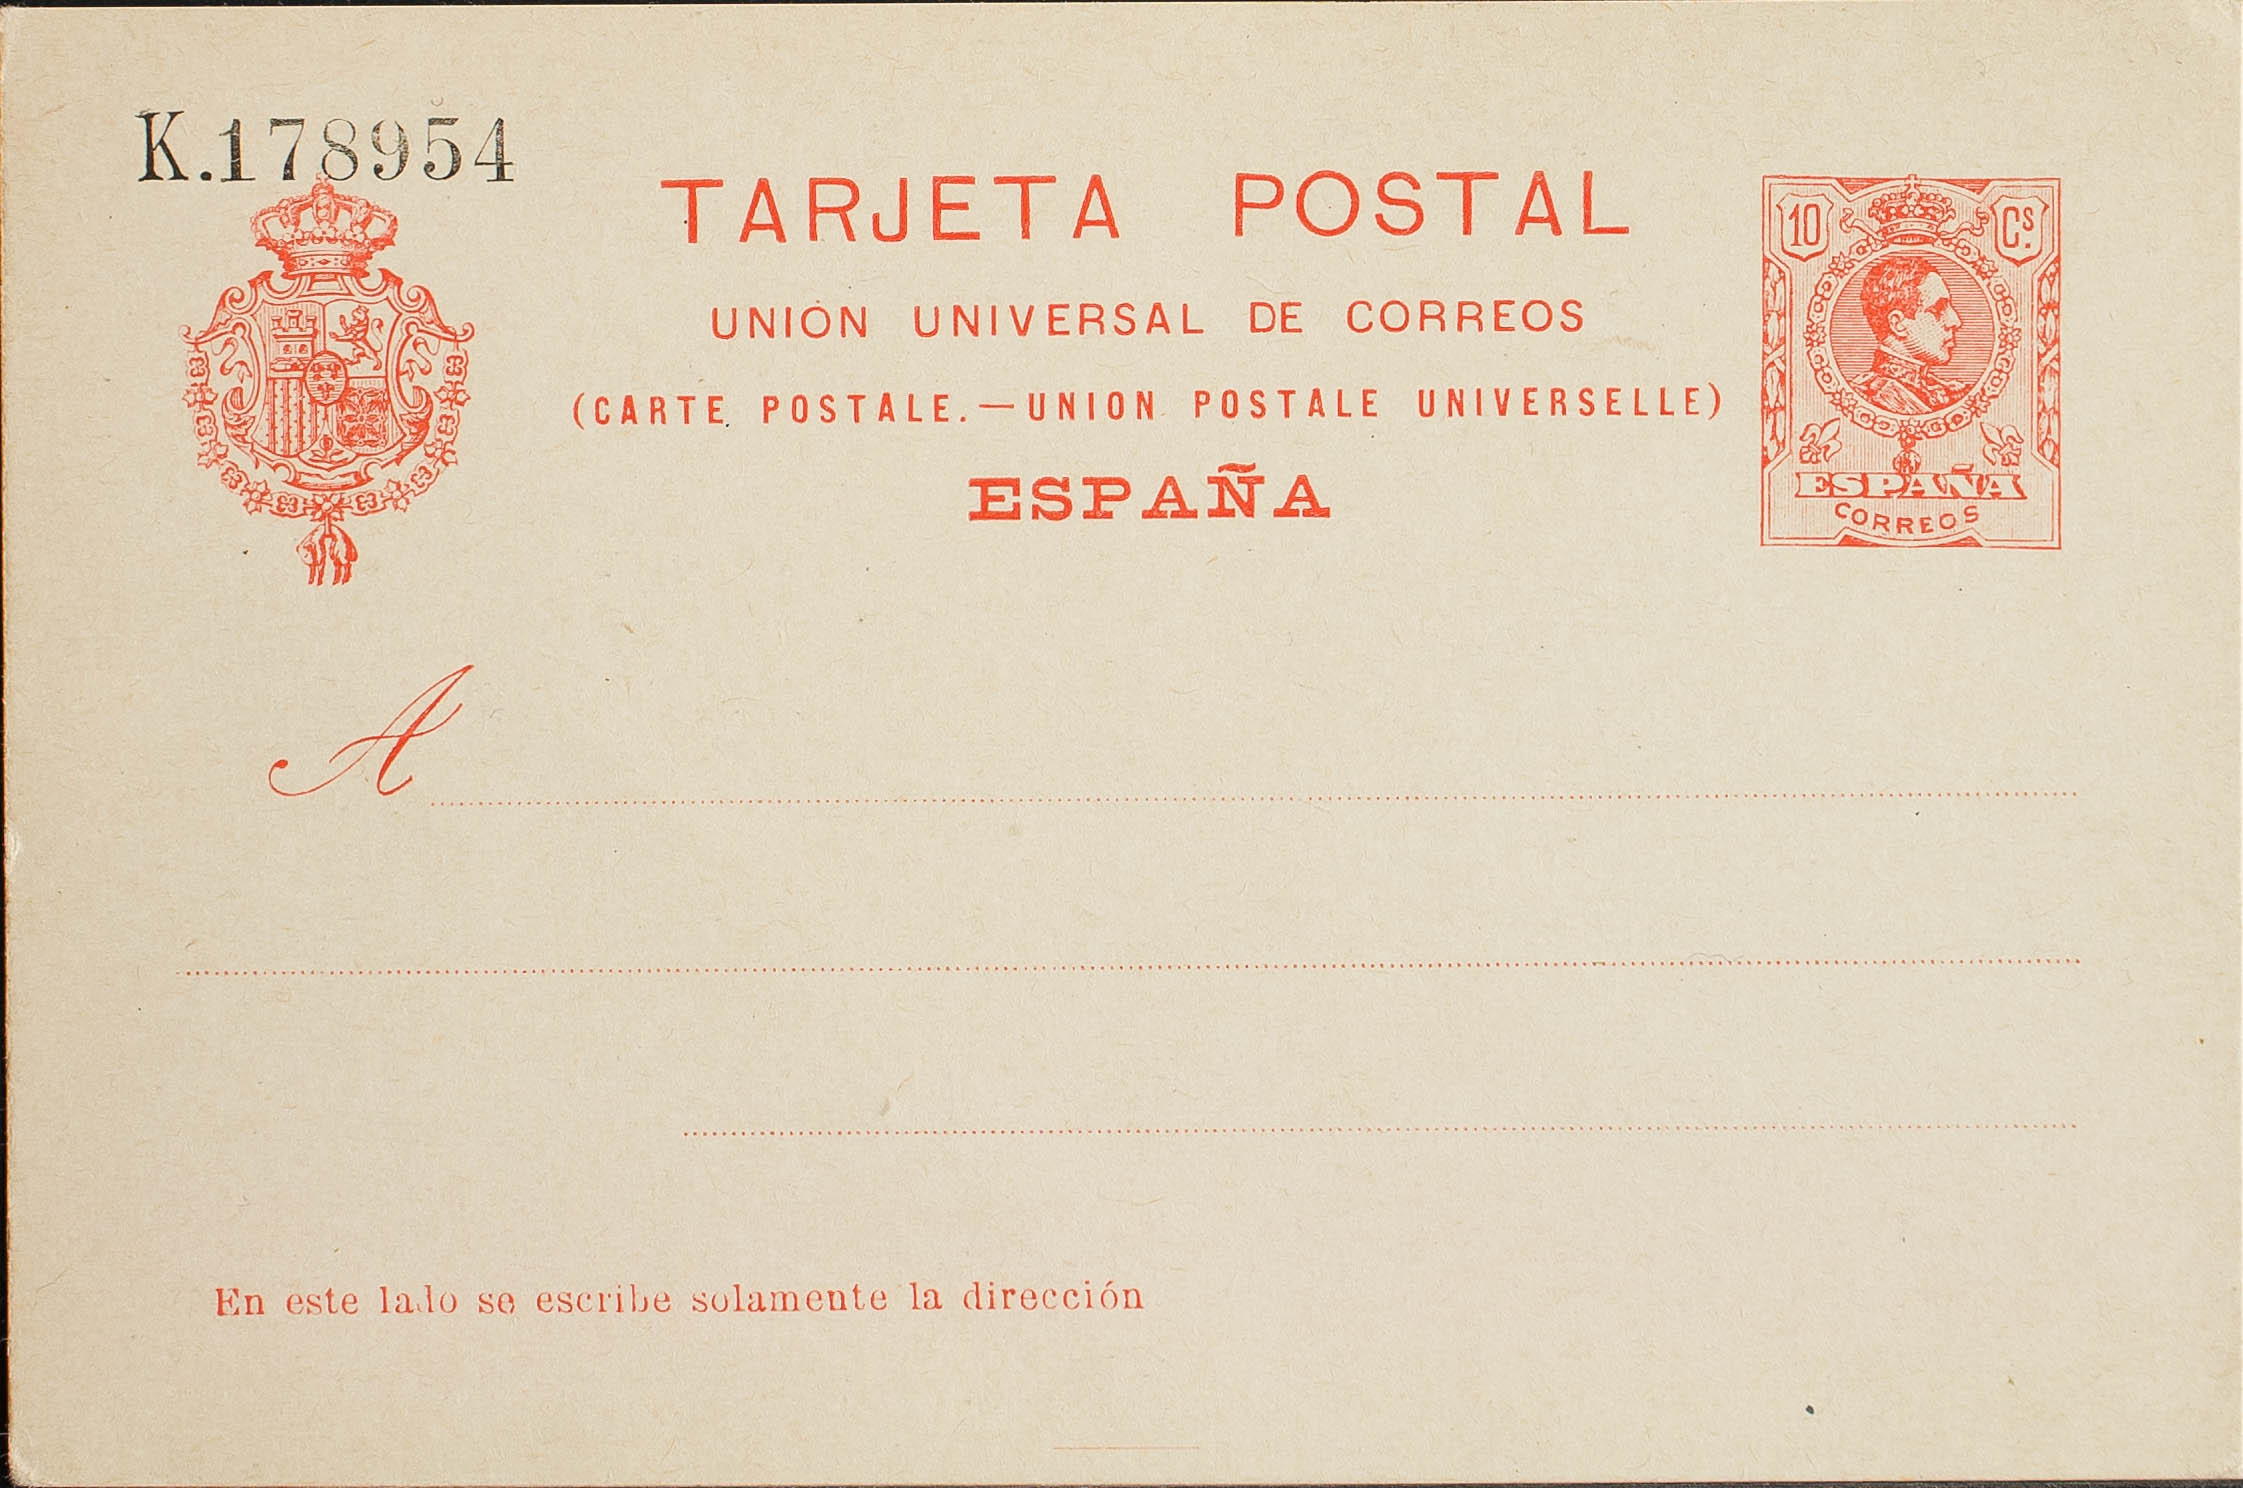 K.178954
TARJETA POSTAL
UNIÓN UNIVERSAL DE CORREOS
(CARTE POSTALE.—UNION POSTALE UNIVERSELLE)
ESPAÑA
10 Cs.
ESPAÑA
CORREOS
A
En este lado se escribe solamente la dirección